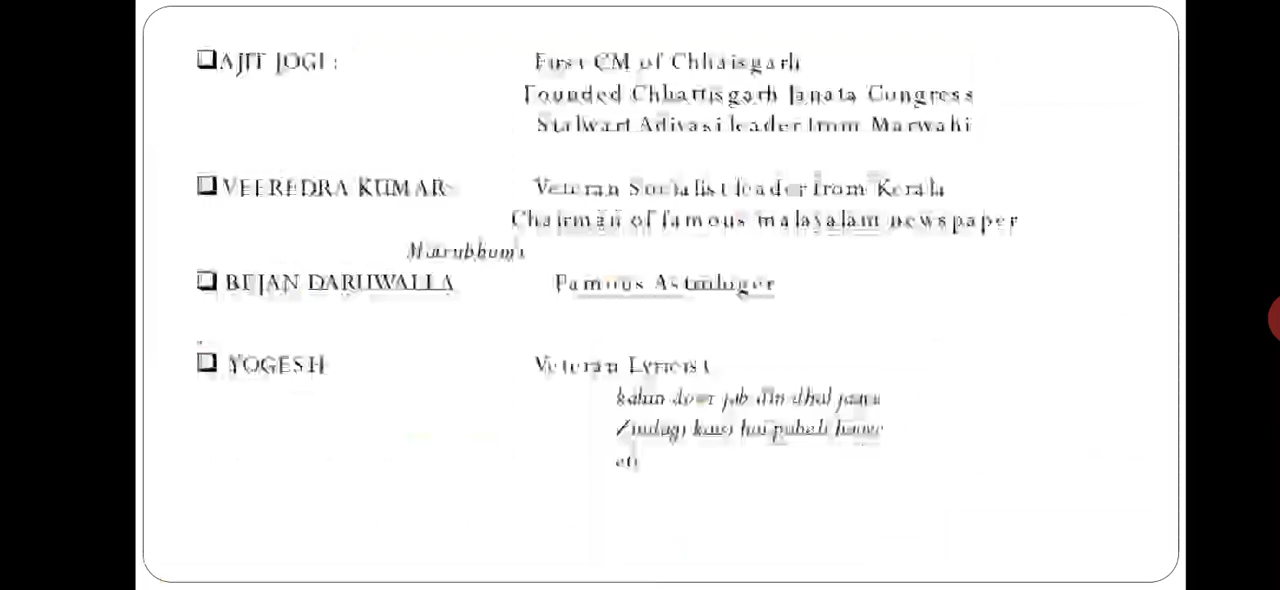 ❑AJIT JOGI : First CM of Chhaisgarh
Founded Chhattisgarh Janata Congress
Stalwart Adivasi leader from Marwahi
❑VEEREDRA KUMAR Veteran Socialist leader from Kerala
Chairman of famous malayalam newspaper
❑ BEJAN DARUWALLA Famous Astrologer
❑ YOGESH Veteran Lyricist
kahin door jab din dhal jaaye
Zindagi kaisi hai paheli haaye
etc